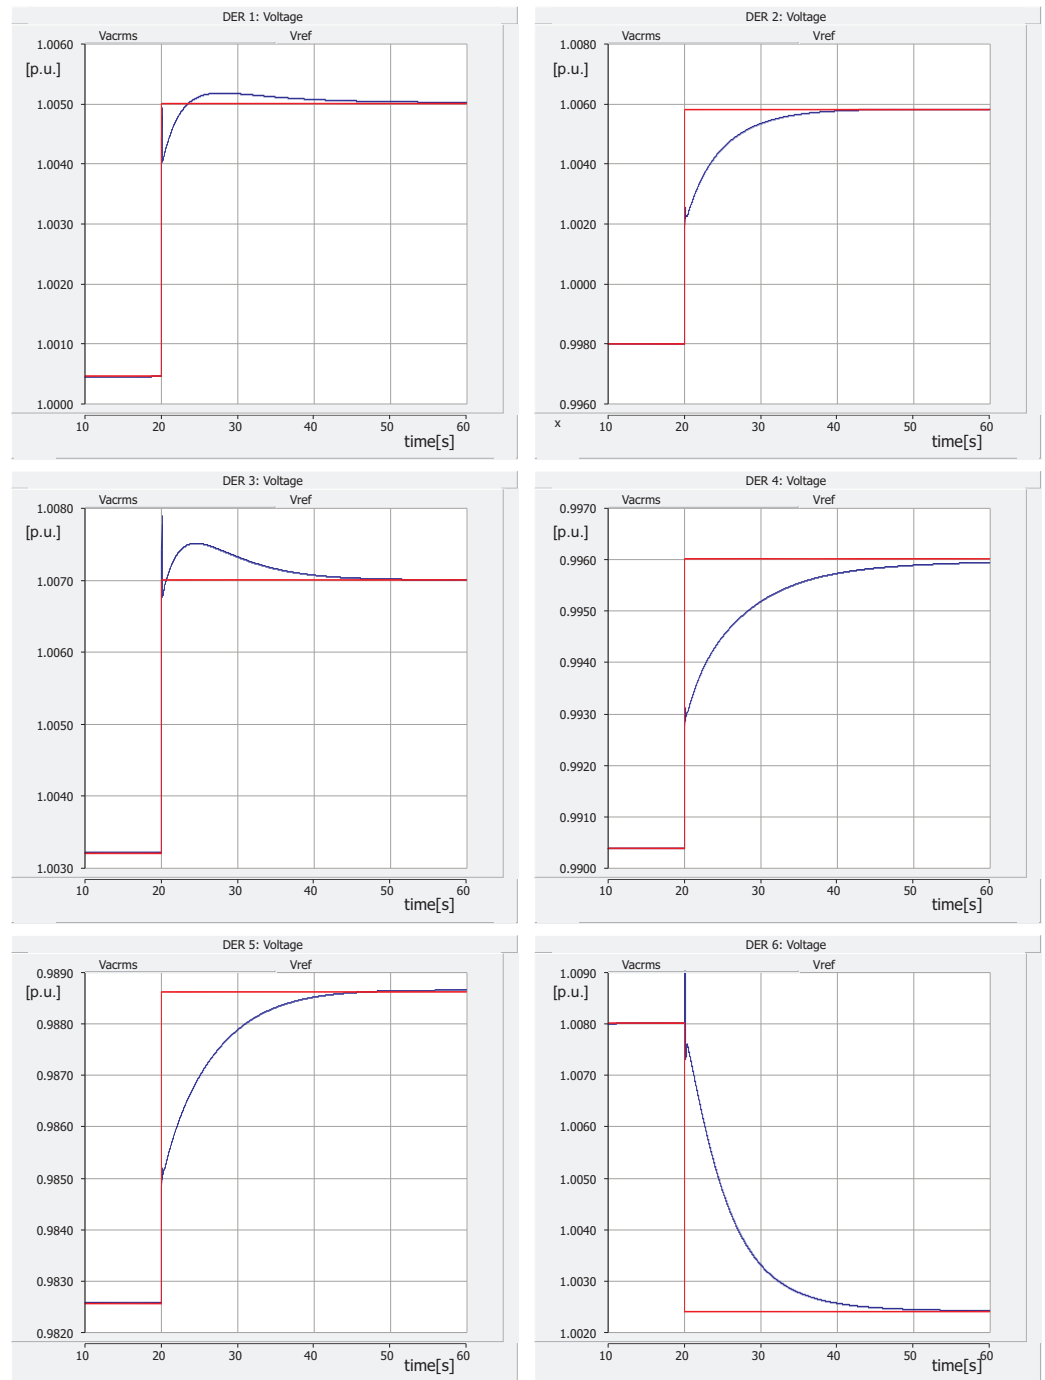 DER 1: Voltage
Vacrms Vref
[p.u.]
1.0060
1.0050
1.0040
1.0030
1.0020
1.0010
1.0000
10 20 30 40 50 60
time[s]
DER 2: Voltage
Vacrms Vref
[p.u.]
1.0080
1.0060
1.0040
1.0020
1.0000
0.9980
0.9960
x 10 20 30 40 50 60
time[s]
DER 3: Voltage
Vacrms Vref
[p.u.]
1.0080
1.0070
1.0060
1.0050
1.0040
1.0030
10 20 30 40 50 60
time[s]
DER 4: Voltage
Vacrms Vref
[p.u.]
0.9970
0.9960
0.9950
0.9940
0.9930
0.9920
0.9910
0.9900
10 20 30 40 50 60
time[s]
DER 5: Voltage
Vacrms Vref
[p.u.]
0.9890
0.9880
0.9870
0.9860
0.9850
0.9840
0.9830
0.9820
10 20 30 40 50 60
time[s]
DER 6: Voltage
Vacrms Vref
[p.u.]
1.0090
1.0080
1.0070
1.0060
1.0050
1.0040
1.0030
1.0020
10 20 30 40 50 60
time[s]